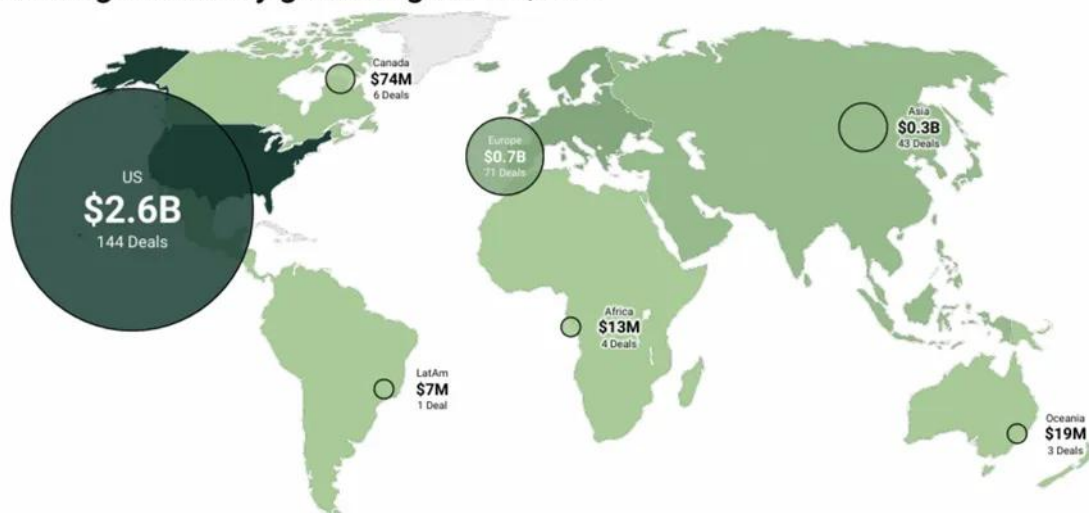 Canada
$74M
6 Deals
US
$2.6B
144 Deals
Europe
$0.7B
71 Deals
Asia
$0.3B
43 Deals
Africa
$13M
4 Deals
LatAm
$7M
1 Deal
Oceania
$19M
3 Deals